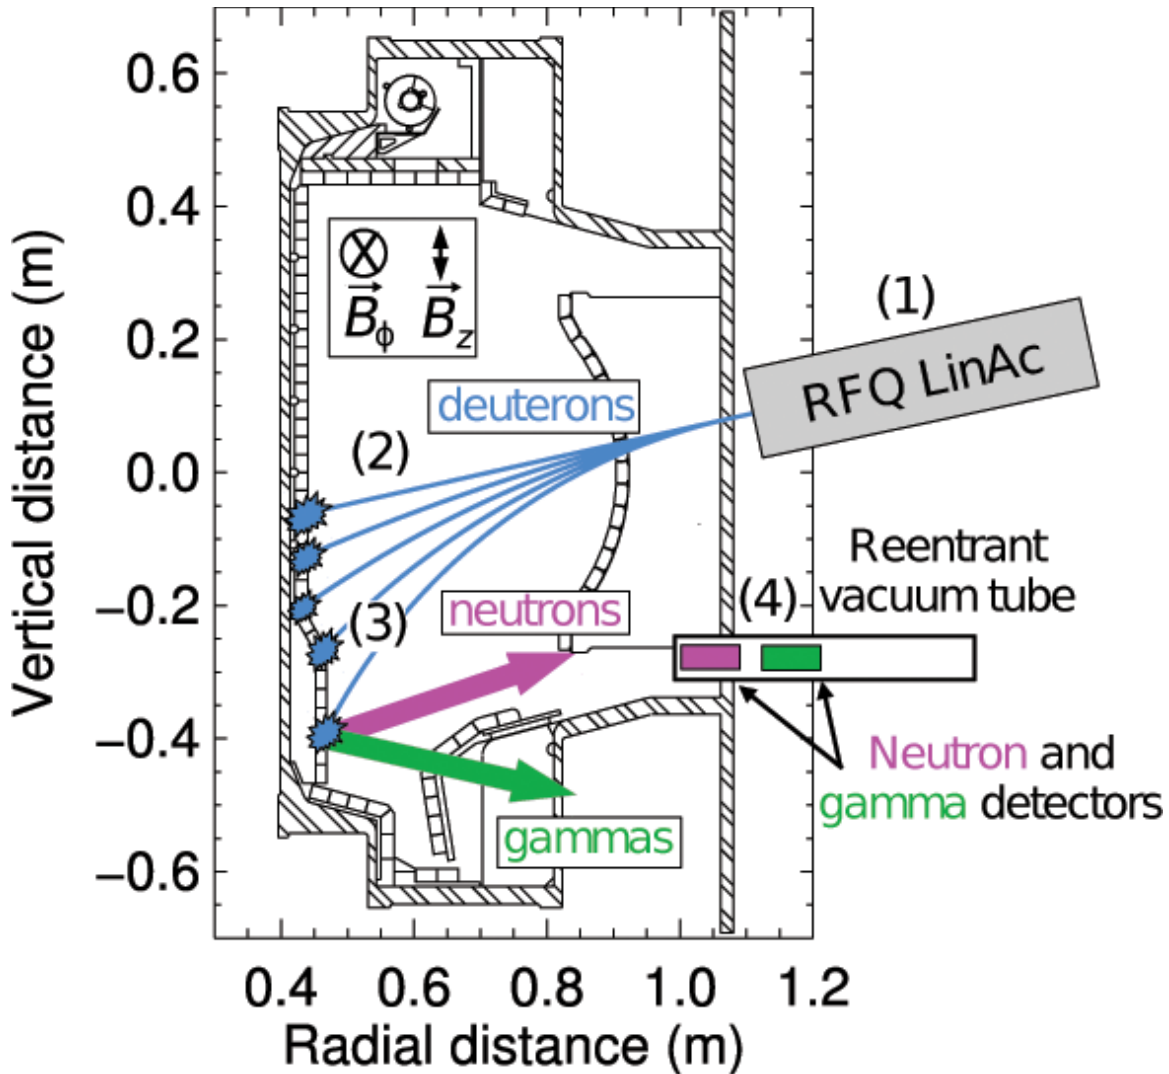 Vertical distance (m)
0.6
0.4
0.2
0.0
−0.2
−0.4
−0.6
B⃗ϕ B⃗z
(1)
RFQ LinAc
deuterons
(2)
(3)
neutrons
(4)
Reentrant
vacuum tube
Neutron and
gamma detectors
gammas
0.4 0.6 0.8 1.0 1.2
Radial distance (m)